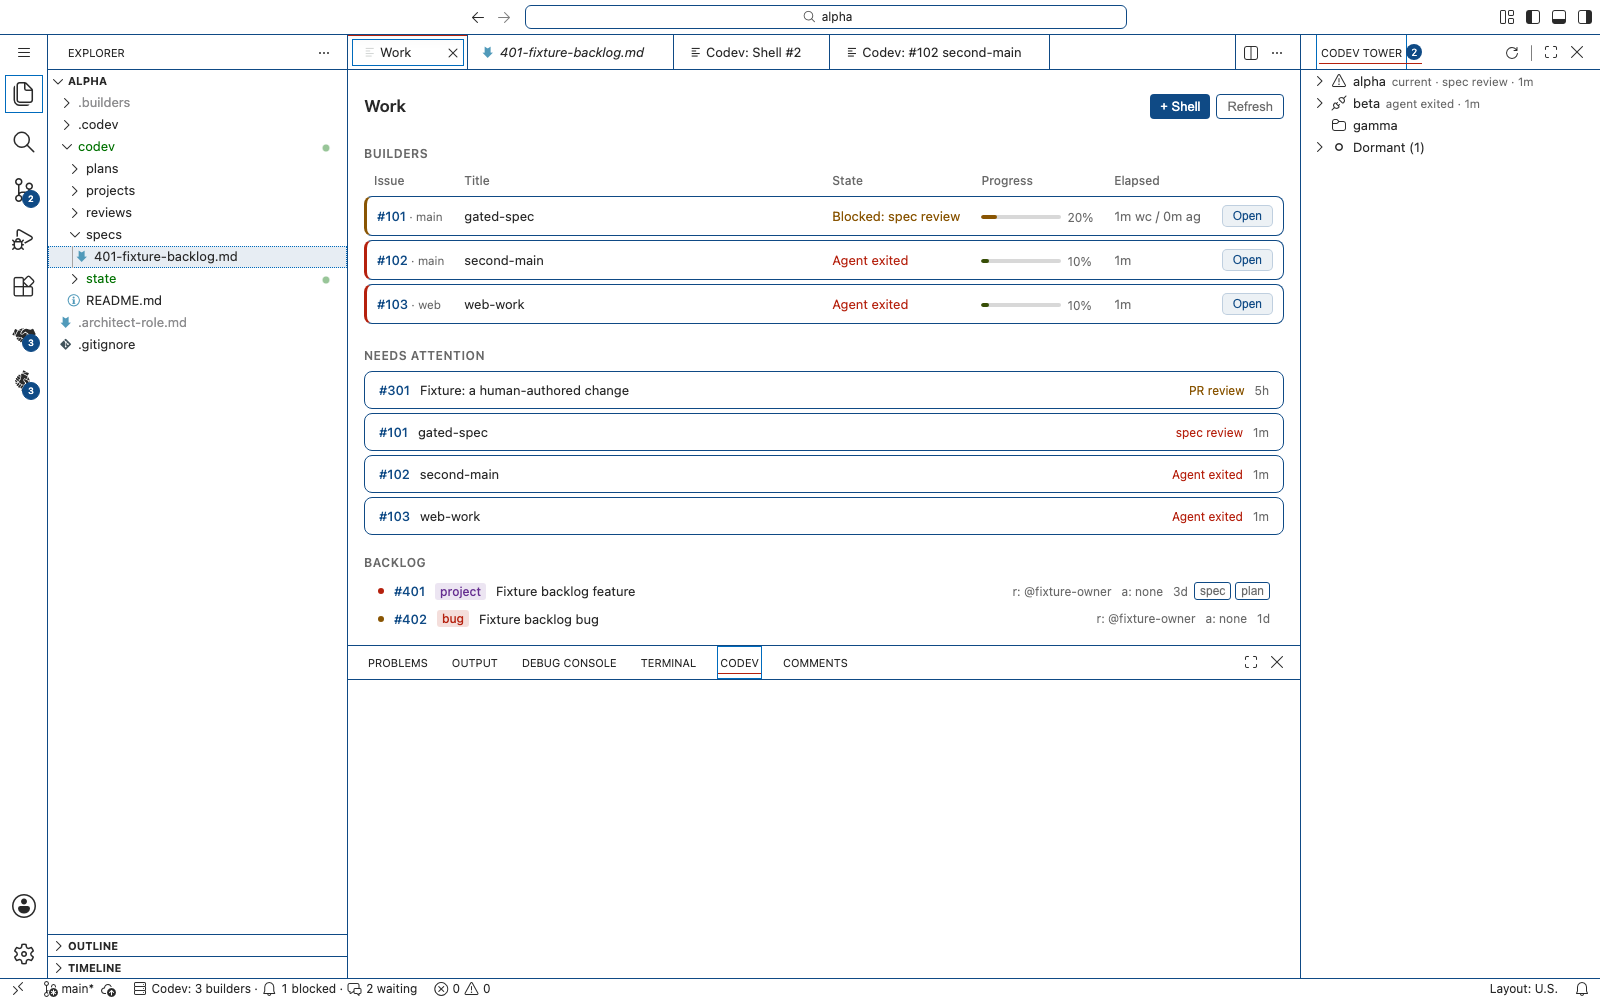 alpha
EXPLORER
Work
401-fixture-backlog.md
Codev: Shell #2
Codev: #102 second-main
CODEV TOWER 2
ALPHA
.builders
.codev
codev
plans
projects
reviews
specs
401-fixture-backlog.md
state
README.md
.architect-role.md
.gitignore
2
3
3
OUTLINE
TIMELINE
Work
+ Shell
Refresh
BUILDERS
Issue Title State Progress Elapsed
#101 · main gated-spec Blocked: spec review 20% 1m wc / 0m ag Open
#102 · main second-main Agent exited 10% 1m Open
#103 · web web-work Agent exited 10% 1m Open
NEEDS ATTENTION
#301 Fixture: a human-authored change PR review 5h
#101 gated-spec spec review 1m
#102 second-main Agent exited 1m
#103 web-work Agent exited 1m
BACKLOG
#401 project Fixture backlog feature r: @fixture-owner a: none 3d spec plan
#402 bug Fixture backlog bug r: @fixture-owner a: none 1d
PROBLEMS OUTPUT DEBUG CONSOLE TERMINAL CODEV COMMENTS
alpha current · spec review · 1m
beta agent exited · 1m
gamma
Dormant (1)
main* Codev: 3 builders · 1 blocked · 2 waiting 0 0 Layout: U.S.